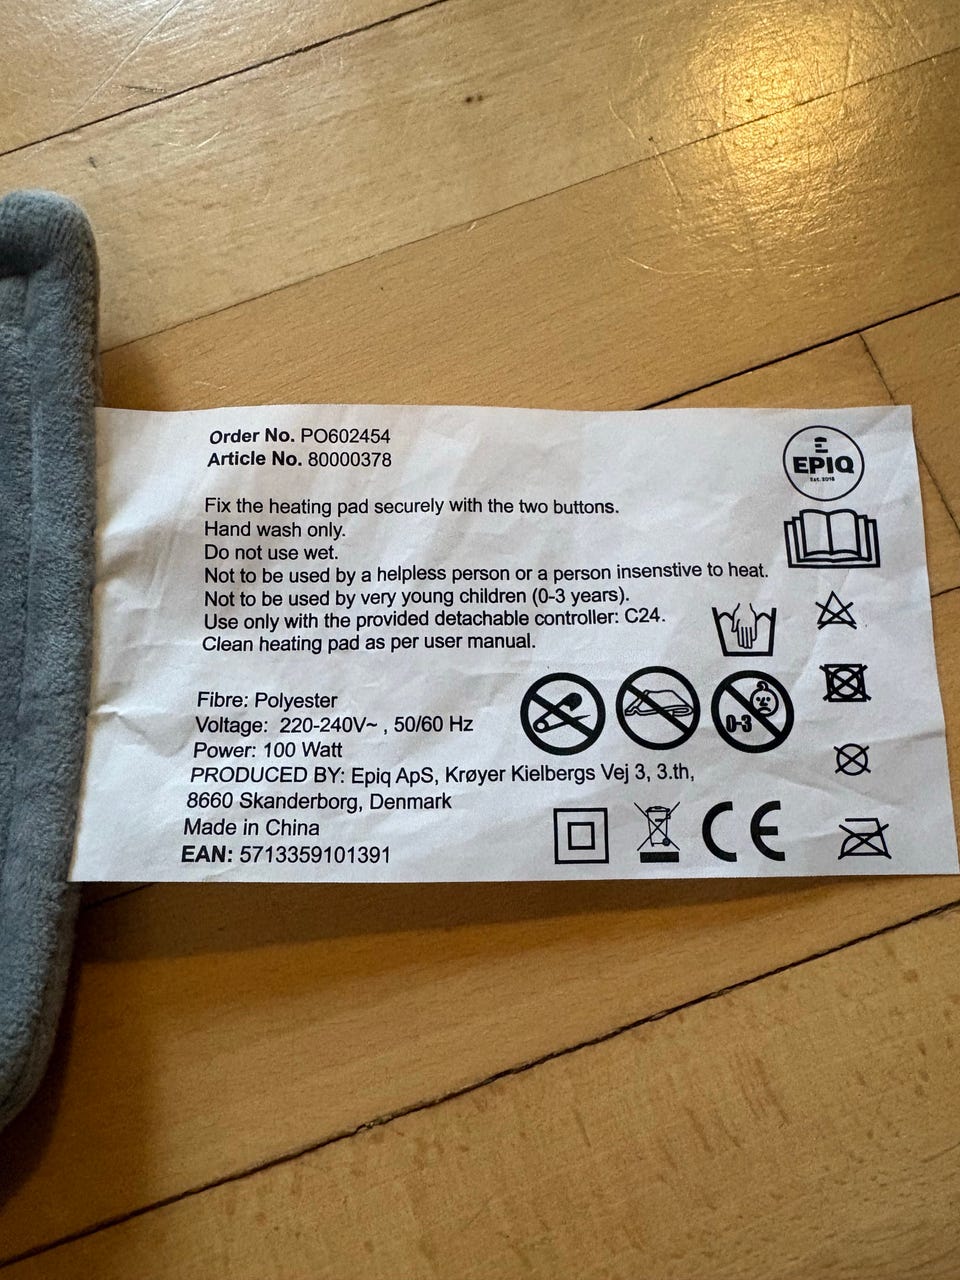 Order No. PO602454
Article No. 80000378
EPIQ
Est. 2016
Fix the heating pad securely with the two buttons.
Hand wash only.
Do not use wet.
Not to be used by a helpless person or a person insenstive to heat.
Not to be used by very young children (0-3 years).
Use only with the provided detachable controller: C24.
Clean heating pad as per user manual.
0-3
Fibre: Polyester
Voltage: 220-240V~ , 50/60 Hz
Power: 100 Watt
PRODUCED BY: Epiq ApS, Krøyer Kielbergs Vej 3, 3.th,
8660 Skanderborg, Denmark
Made in China
EAN: 5713359101391
CE